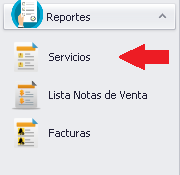 Reportes
Servicios
Lista Notas de Venta
Facturas